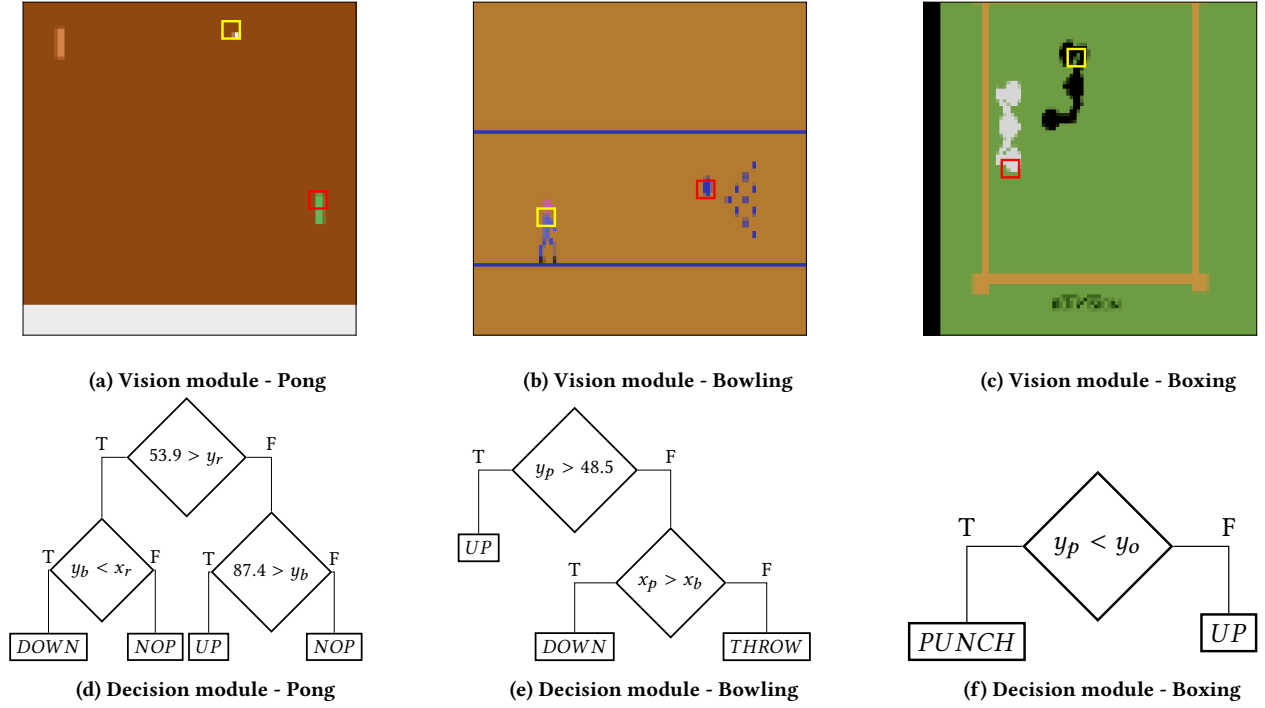 (a) Vision module - Pong
(b) Vision module - Bowling
(c) Vision module - Boxing
T
53.9 > y_r
F
T
y_b < x_r
F
T
87.4 > y_b
F
DOWN
NOP
UP
NOP
(d) Decision module - Pong
T
y_p > 48.5
F
UP
T
x_p > x_b
F
DOWN
THROW
(e) Decision module - Bowling
T
y_p < y_o
F
PUNCH
UP
(f) Decision module - Boxing